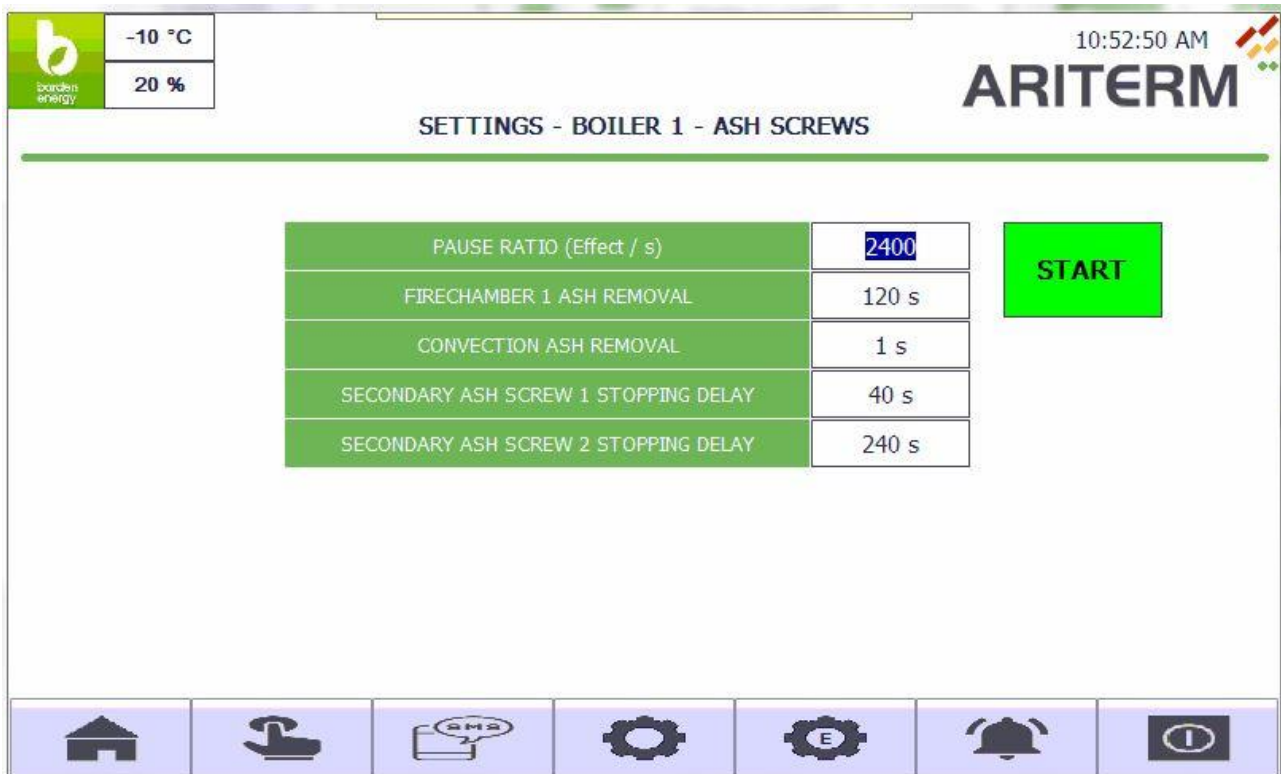 -10 °C
20 %
borden
energy
10:52:50 AM
ARITERM
SETTINGS - BOILER 1 - ASH SCREWS
PAUSE RATIO (Effect / s) 2400
START
FIRECHAMBER 1 ASH REMOVAL 120 s
CONVECTION ASH REMOVAL 1 s
SECONDARY ASH SCREW 1 STOPPING DELAY 40 s
SECONDARY ASH SCREW 2 STOPPING DELAY 240 s
E